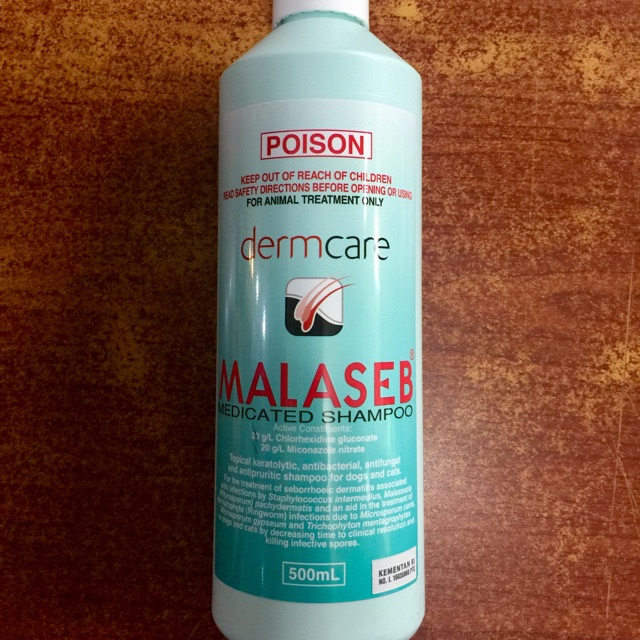 POISON
KEEP OUT OF REACH OF CHILDREN
READ SAFETY DIRECTIONS BEFORE OPENING OR USING
FOR ANIMAL TREATMENT ONLY
dermcare
MALASEB®
MEDICATED SHAMPOO
Active Constituents:
g/L Chlorhexidine gluconate
20 g/L Miconazole nitrate
Topical keratolytic, antibacterial, antifungal
and antipruritic shampoo for dogs and cats.
For the treatment of seborrhoeic dermatitis associated
with infections by Staphylococcus intermedius, Malassezia
pachydermatis and an aid in the treatment of
(Ringworm) infections due to Microsporum canis,
gypseum and Trichophyton mentagrophytes
dogs and cats by decreasing time to clinical resolution and
killing infective spores.
500mL
KEMENTAN
NO. I.